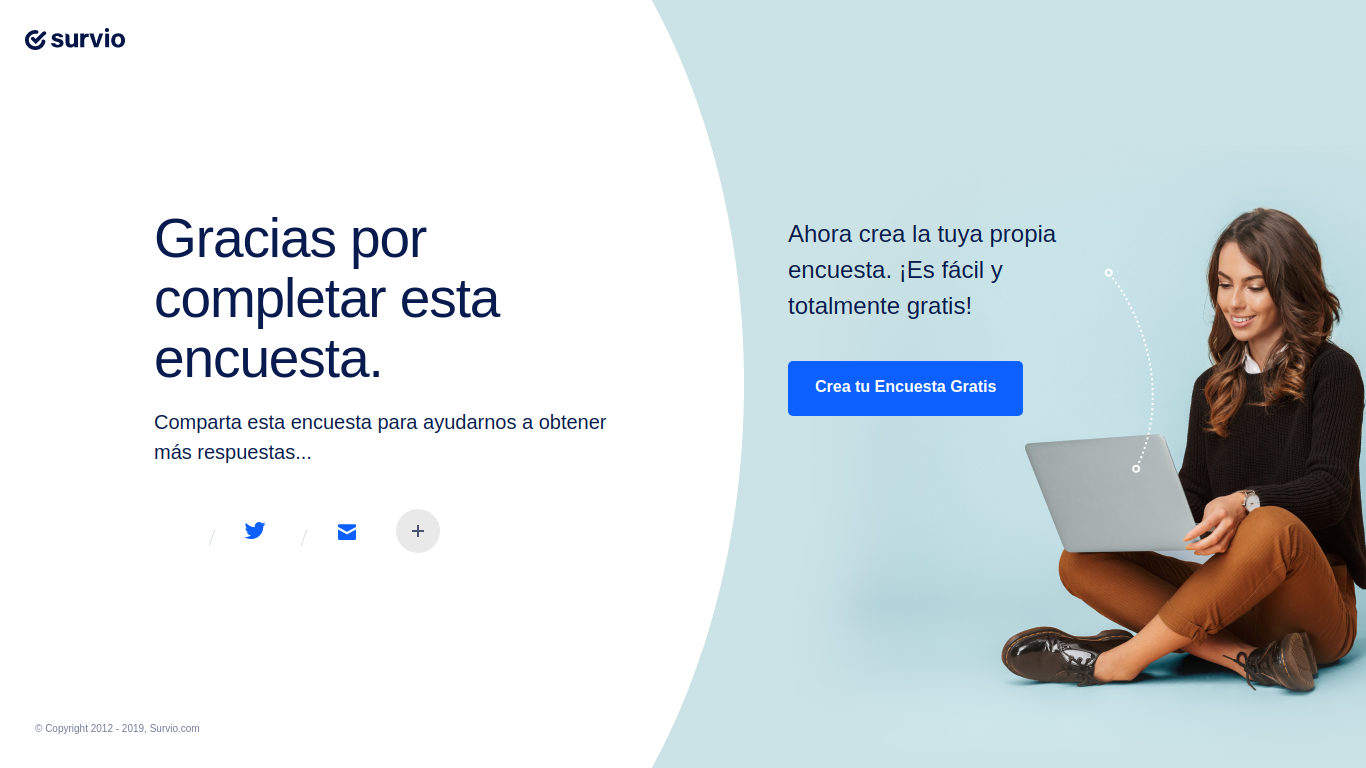 survio
Gracias por
completar esta
encuesta.
Comparta esta encuesta para ayudarnos a obtener
más respuestas...
Ahora crea la tuya propia
encuesta. ¡Es fácil y
totalmente gratis!
Crea tu Encuesta Gratis
© Copyright 2012 - 2019, Survio.com